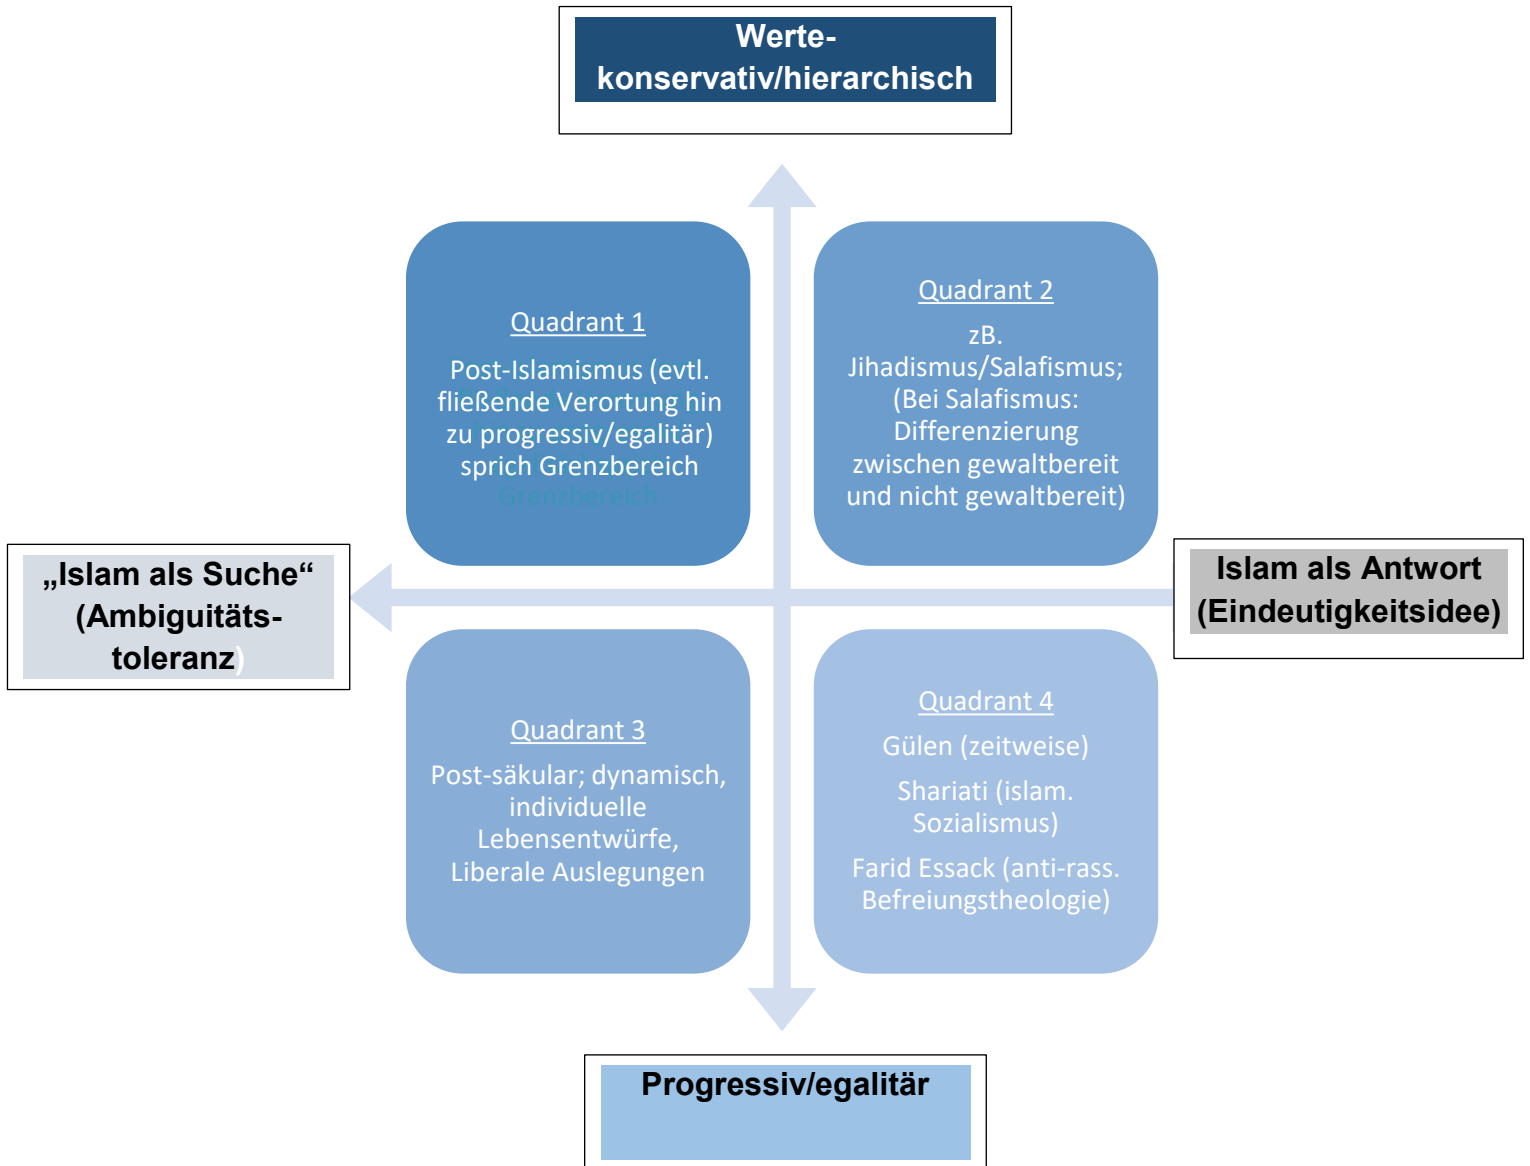 Werte-
konservativ/hierarchisch
Quadrant 1
Post-Islamismus (evtl.
fließende Verortung hin
zu progressiv/egalitär)
sprich Grenzbereich
Grenzbereich
Quadrant 2
zB.
Jihadismus/Salafismus;
(Bei Salafismus:
Differenzierung
zwischen gewaltbereit
und nicht gewaltbereit)
„Islam als Suche“
(Ambiguitäts-
toleranz)
Islam als Antwort
(Eindeutigkeitsidee)
Quadrant 3
Post-säkular; dynamisch,
individuelle
Lebensentwürfe,
Liberale Auslegungen
Quadrant 4
Gülen (zeitweise)
Shariati (islam.
Sozialismus)
Farid Essack (anti-rass.
Befreiungstheologie)
Progressiv/egalitär